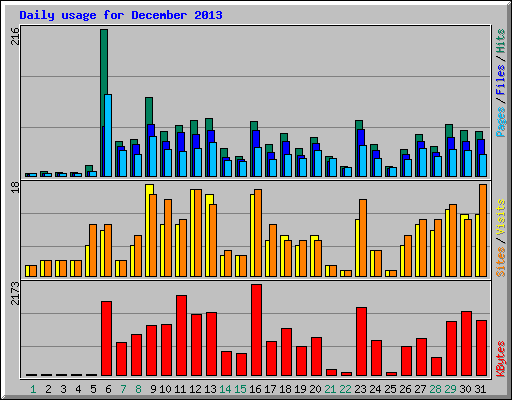 Daily usage for December 2013
216
Pages / Files / Hits
18
Sites / Visits
2173
KBytes
1 2 3 4 5 6 7 8 9 10 11 12 13 14 15 16 17 18 19 20 21 22 23 24 25 26 27 28 29 30 31